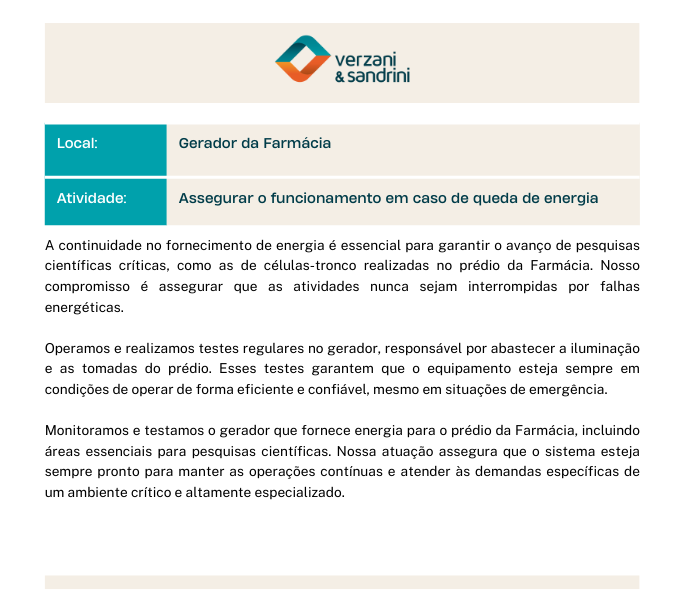 verzani
& sandrini
Local:
Gerador da Farmácia
Atividade:
Assegurar o funcionamento em caso de queda de energia
A continuidade no fornecimento de energia é essencial para garantir o avanço de pesquisas
científicas críticas, como as de células-tronco realizadas no prédio da Farmácia. Nosso
compromisso é assegurar que as atividades nunca sejam interrompidas por falhas
energéticas.
Operamos e realizamos testes regulares no gerador, responsável por abastecer a iluminação
e as tomadas do prédio. Esses testes garantem que o equipamento esteja sempre em
condições de operar de forma eficiente e confiável, mesmo em situações de emergência.
Monitoramos e testamos o gerador que fornece energia para o prédio da Farmácia, incluindo
áreas essenciais para pesquisas científicas. Nossa atuação assegura que o sistema esteja
sempre pronto para manter as operações contínuas e atender às demandas específicas de
um ambiente crítico e altamente especializado.